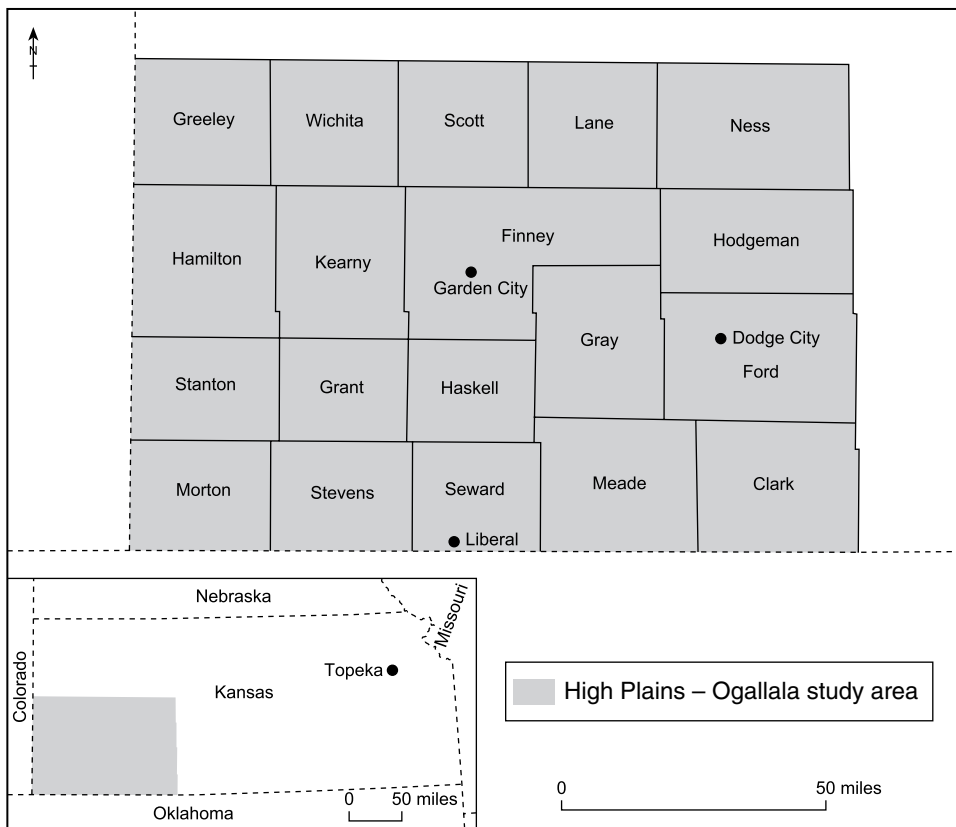 N
Greeley
Wichita
Scott
Lane
Ness
Hamilton
Kearny
Finney
Hodgeman
Garden City
Gray
Dodge City
Ford
Stanton
Grant
Haskell
Morton
Stevens
Seward
Meade
Clark
Liberal
Nebraska
Missouri
Colorado
Topeka
Kansas
Oklahoma
0 50 miles
High Plains – Ogallala study area
0 50 miles